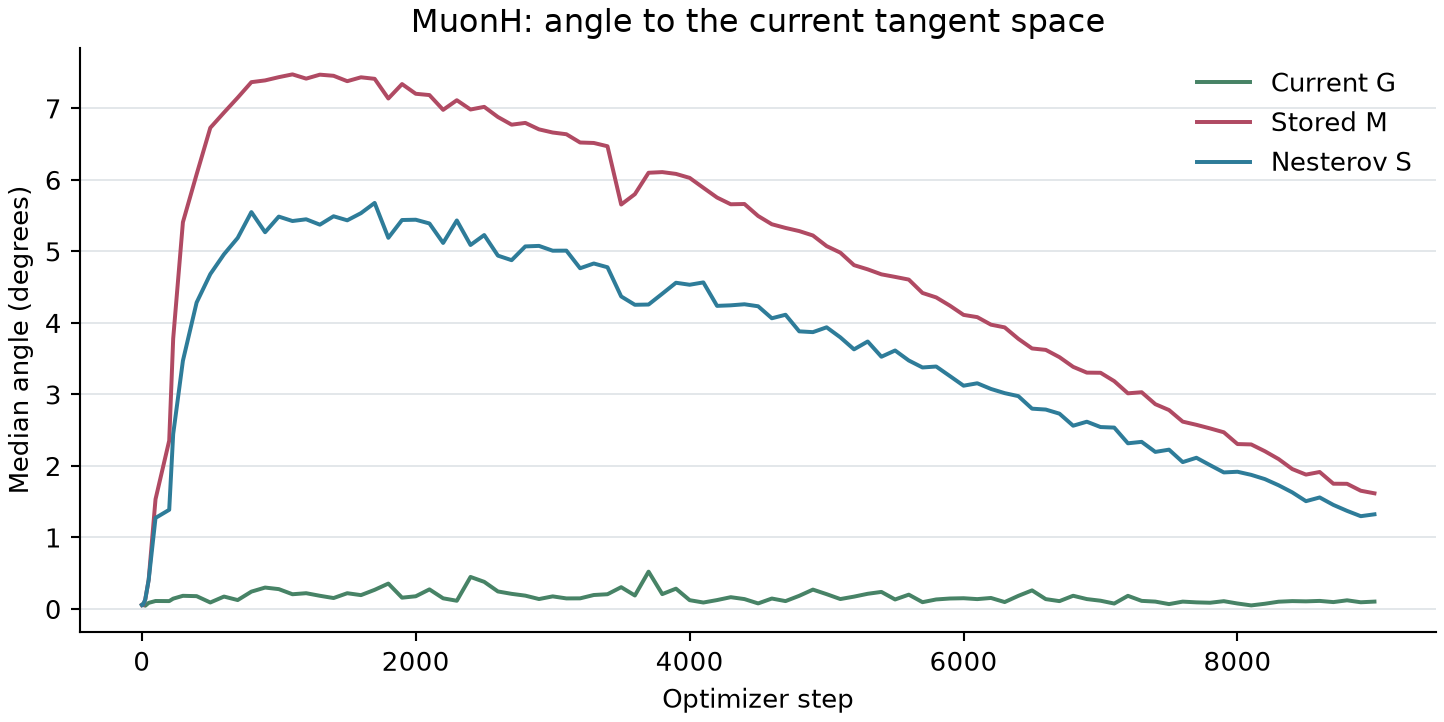 MuonH: angle to the current tangent space
Current G
Stored M
Nesterov S
Median angle (degrees)
7
6
5
4
3
2
1
0
0 2000 4000 6000 8000
Optimizer step